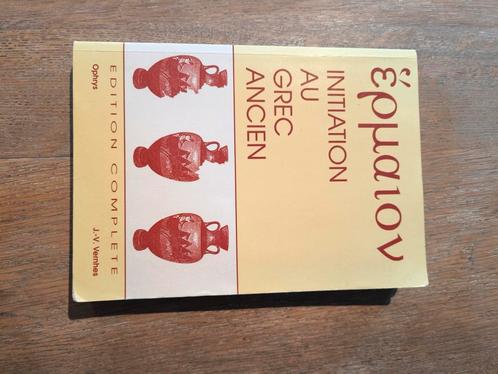 ἕρμαιον
INITIATION
AU
GREC
ANCIEN
EDITION COMPLETE
Ophrys J.-V. Vernhes